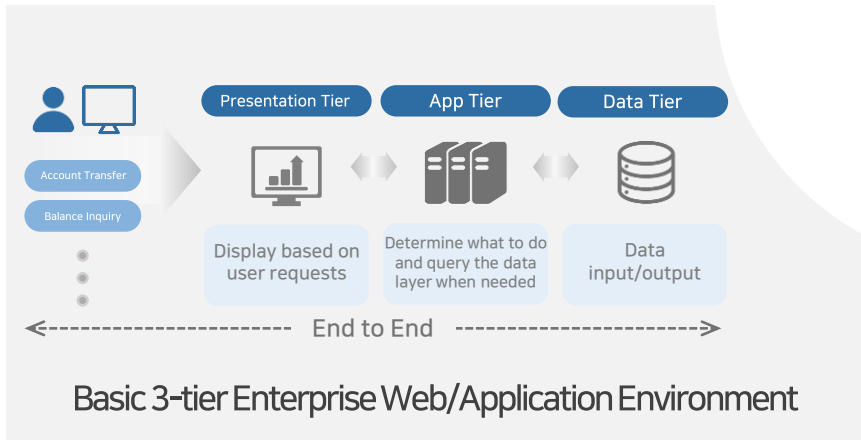 Presentation Tier
App Tier
Data Tier
Account Transfer
Balance Inquiry
Display based on
user requests
Determine what to do
and query the data
layer when needed
Data
input/output
End to End
Basic 3-tier Enterprise Web/Application Environment